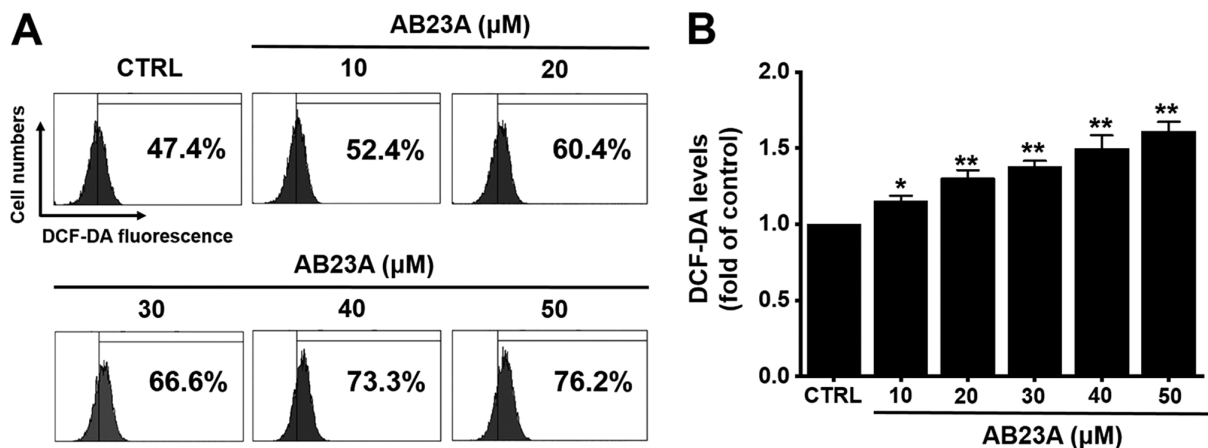 A
AB23A (μM)
CTRL
10
20
Cell numbers
47.4%
52.4%
60.4%
DCF-DA fluorescence
AB23A (μM)
30
40
50
66.6%
73.3%
76.2%
B
DCF-DA levels
(fold of control)
2.0
1.5
1.0
0.5
0.0
*
**
**
**
**
CTRL
10
20
30
40
50
AB23A (μM)